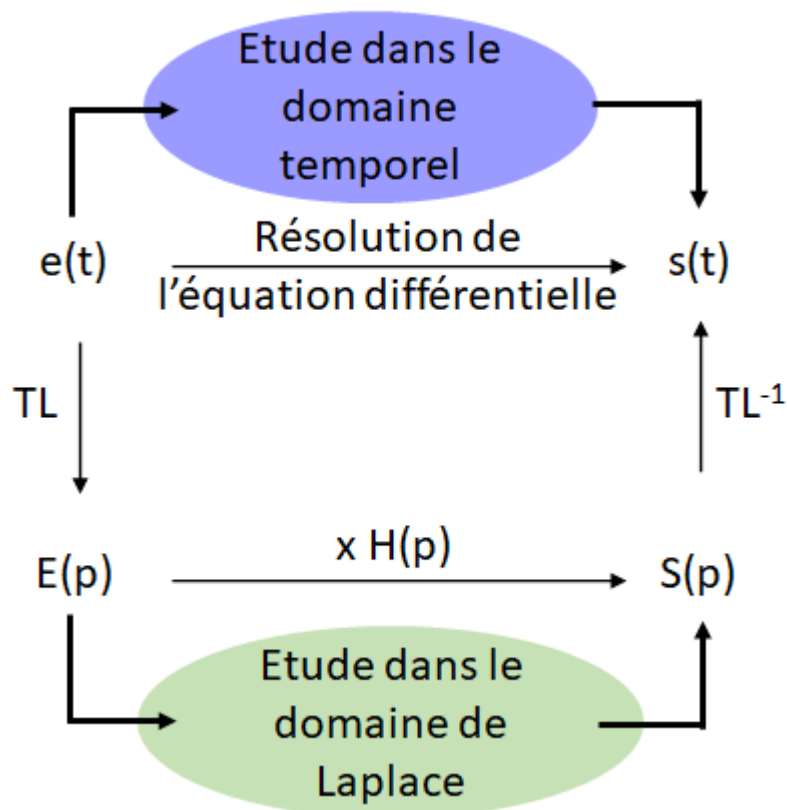 Etude dans le
domaine
temporel
Résolution de
e(t)
s(t)
l’équation différentielle
TL
TL⁻¹
x H(p)
E(p)
S(p)
Etude dans le
domaine de
Laplace